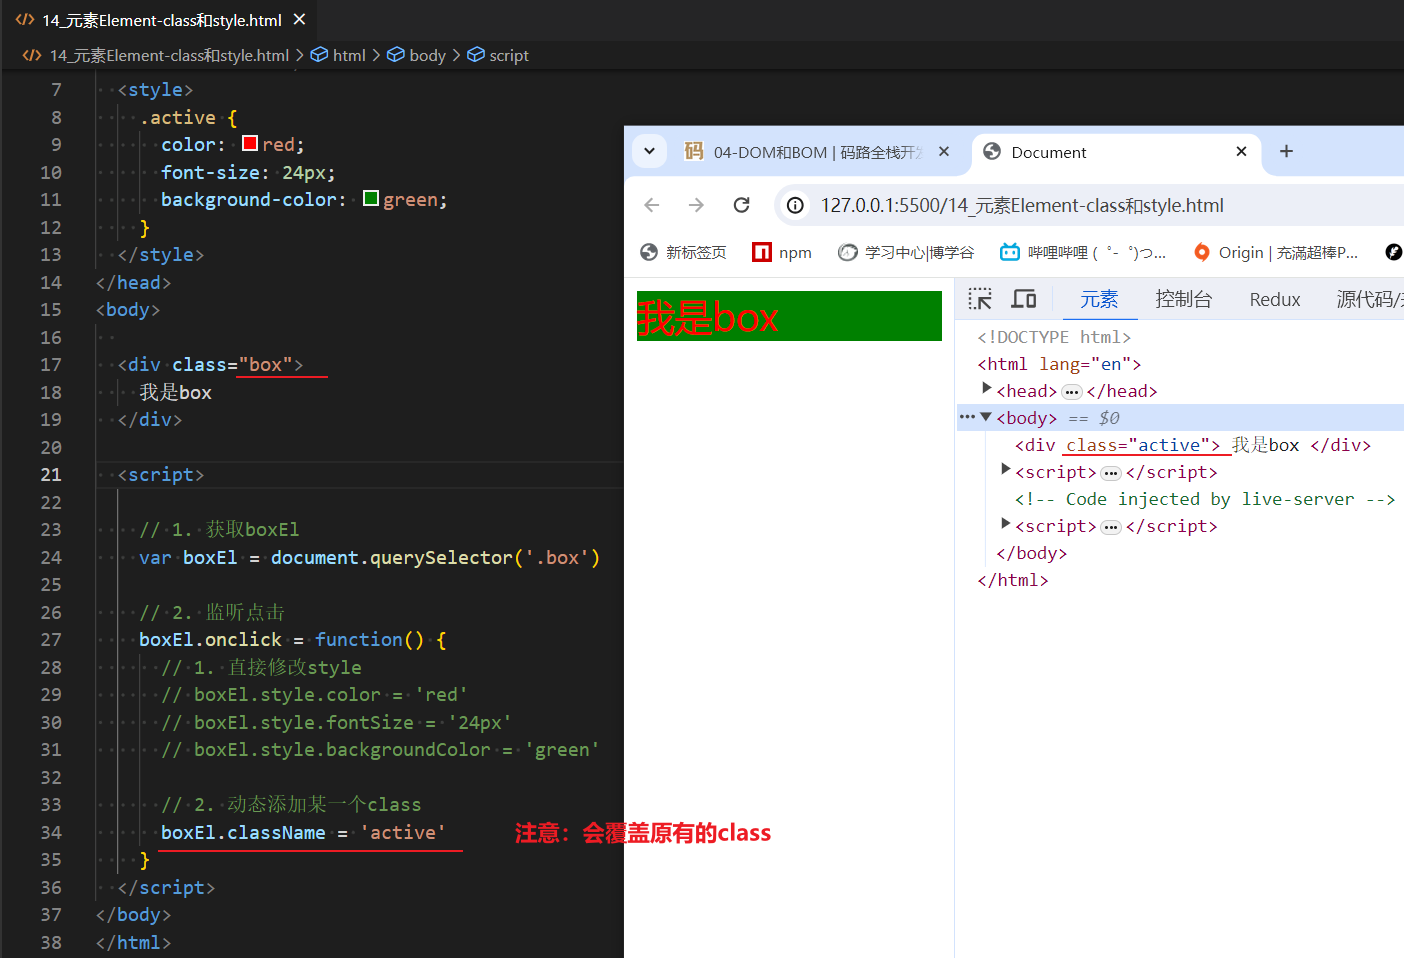 14_元素Element-class和style.html
14_元素Element-class和style.html > html > body > script
7 <style>
8 .active {
9 color: red;
10 font-size: 24px;
11 background-color: green;
12 }
13 </style>
14 </head>
15 <body>
16
17 <div class="box">
18 我是box
19 </div>
20
21 <script>
22
23 // 1. 获取boxEl
24 var boxEl = document.querySelector('.box')
25
26 // 2. 监听点击
27 boxEl.onclick = function() {
28 // 1. 直接修改style
29 // boxEl.style.color = 'red'
30 // boxEl.style.fontSize = '24px'
31 // boxEl.style.backgroundColor = 'green'
32
33 // 2. 动态添加某一个class
34 boxEl.className = 'active'
35 }
36 </script>
37 </body>
38 </html>
注意：会覆盖原有的class
04-DOM和BOM | 码路全栈开发
Document
127.0.0.1:5500/14_元素Element-class和style.html
新标签页 npm 学习中心|博学谷 哔哩哔哩 ( ゜- ゜)つ... Origin | 充满超棒P...
我是box
元素 控制台 Redux 源代码/
<!DOCTYPE html>
<html lang="en">
<head> ••• </head>
••• <body> == $0
<div class="active"> 我是box </div>
<script> ••• </script>
<!-- Code injected by live-server -->
<script> ••• </script>
</body>
</html>